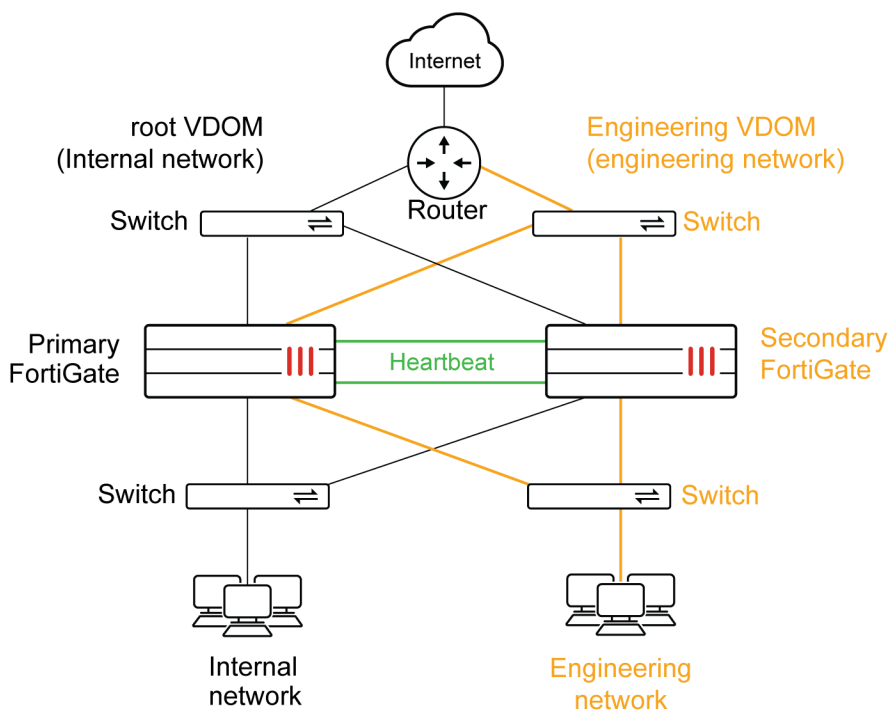 Internet
root VDOM
(Internal network)
Engineering VDOM
(engineering network)
Router
Switch
Switch
Primary
FortiGate
Heartbeat
Secondary
FortiGate
Switch
Switch
Internal
network
Engineering
network